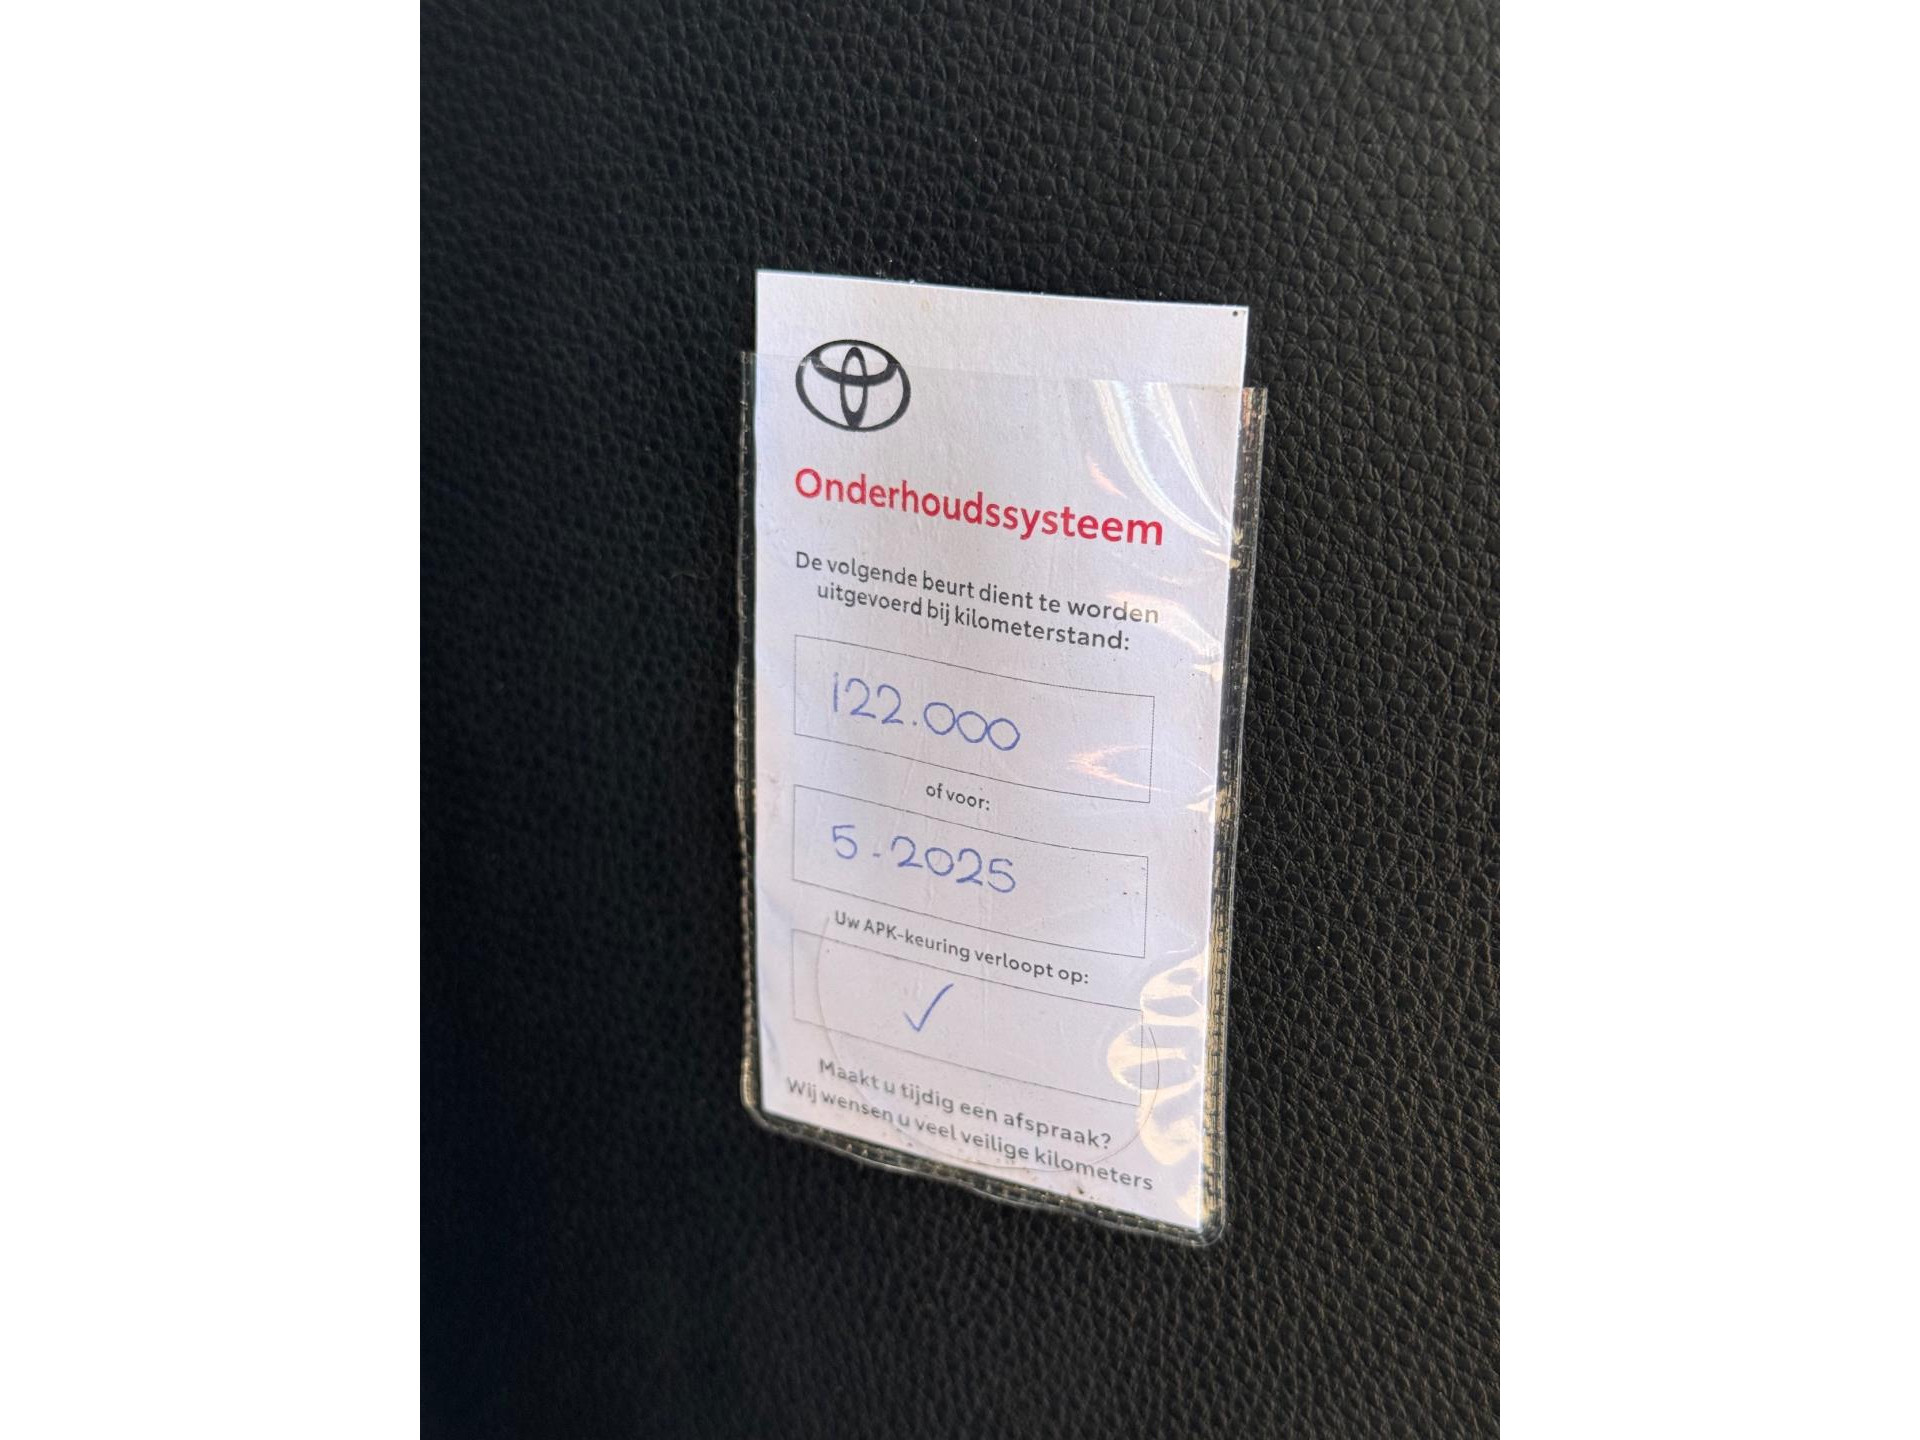 Onderhoudssysteem
De volgende beurt dient te worden
uitgevoerd bij kilometerstand:
122.000
of voor:
5-2025
Uw APK-keuring verloopt op:
✓
Maakt u tijdig een afspraak?
Wij wensen u veel veilige kilometers